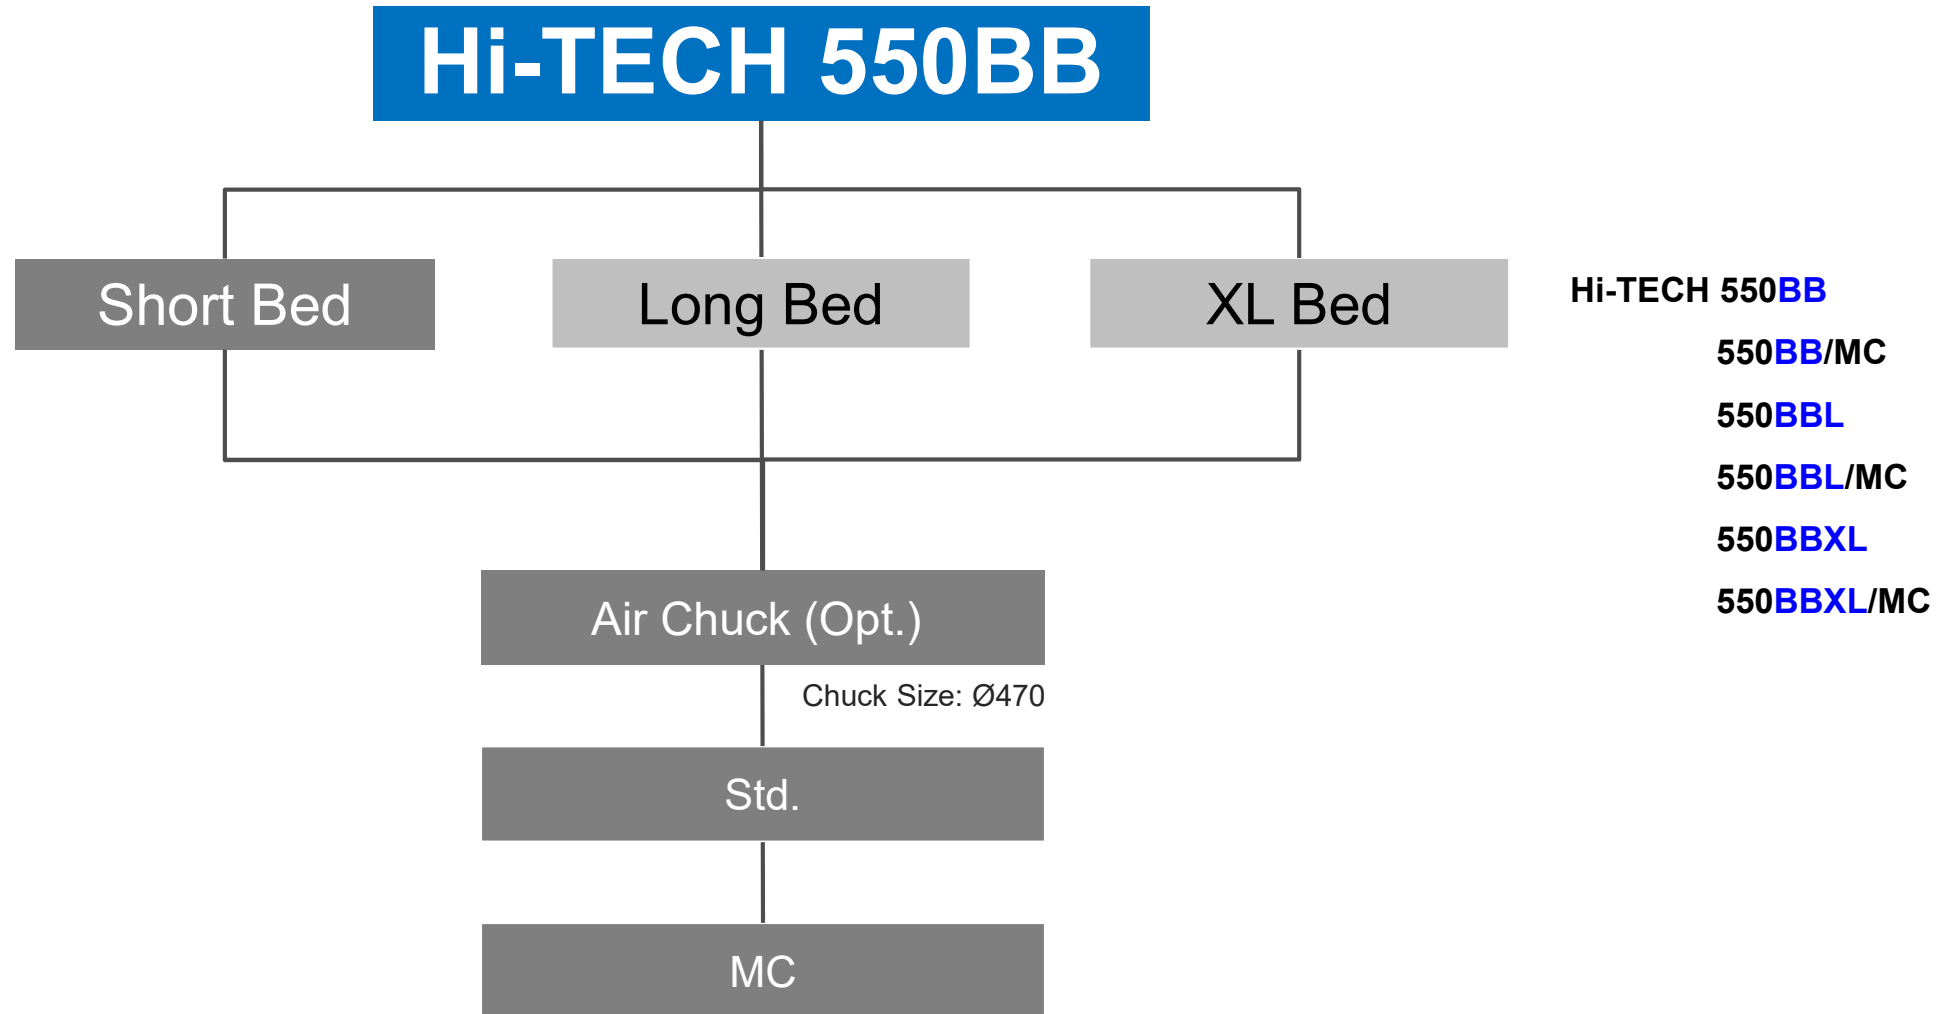 Hi-TECH 550BB
Short Bed
Long Bed
XL Bed
Air Chuck (Opt.)
Chuck Size: Ø470
Std.
MC
Hi-TECH 550BB
550BB/MC
550BBL
550BBL/MC
550BBXL
550BBXL/MC